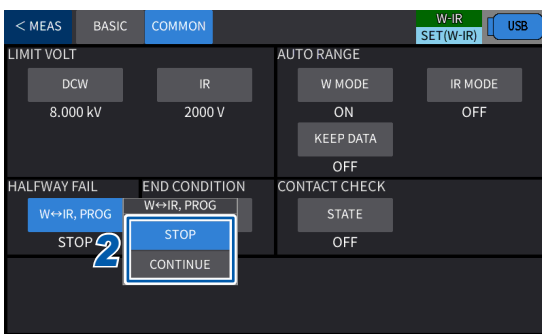 < MEAS BASIC COMMON W-IR SET(W-IR) USB
LIMIT VOLT AUTO RANGE
DCW IR W MODE IR MODE
8.000 kV 2000 V ON OFF
KEEP DATA
OFF
HALFWAY FAIL END CONDITION CONTACT CHECK
W↔IR, PROG W↔IR, PROG STATE
STOP STOP OFF
2 CONTINUE